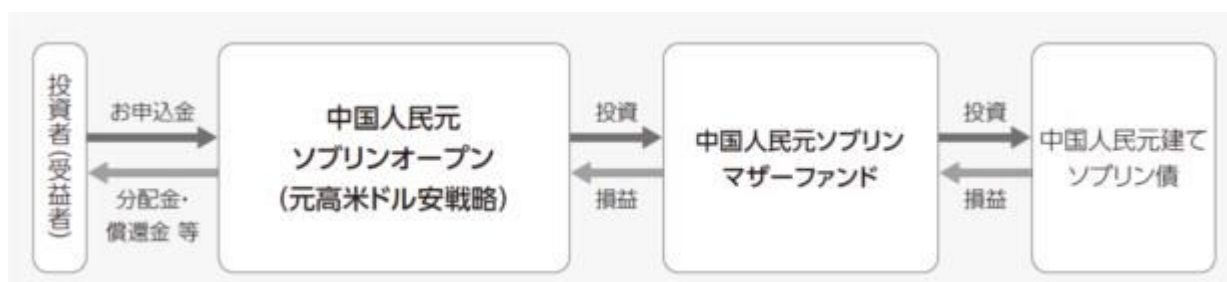 投資者(受益者)
お申込金
分配金・
償還金 等
中国人民元
ソブリンオープン
(元高米ドル安戦略)
投資
損益
中国人民元ソブリン
マザーファンド
投資
損益
中国人民元建て
ソブリン債